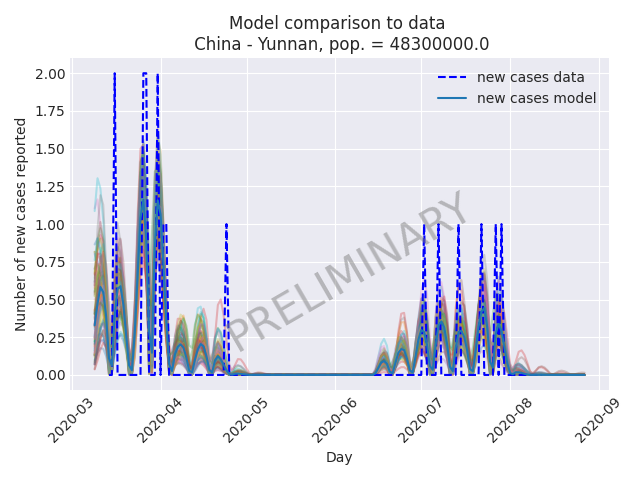 Model comparison to data
China - Yunnan, pop. = 48300000.0
new cases data
new cases model
2.00
1.75
1.50
1.25
1.00
0.75
0.50
0.25
0.00
Number of new cases reported
PRELIMINARY
2020-03
2020-04
2020-05
2020-06
2020-07
2020-08
2020-09
Day